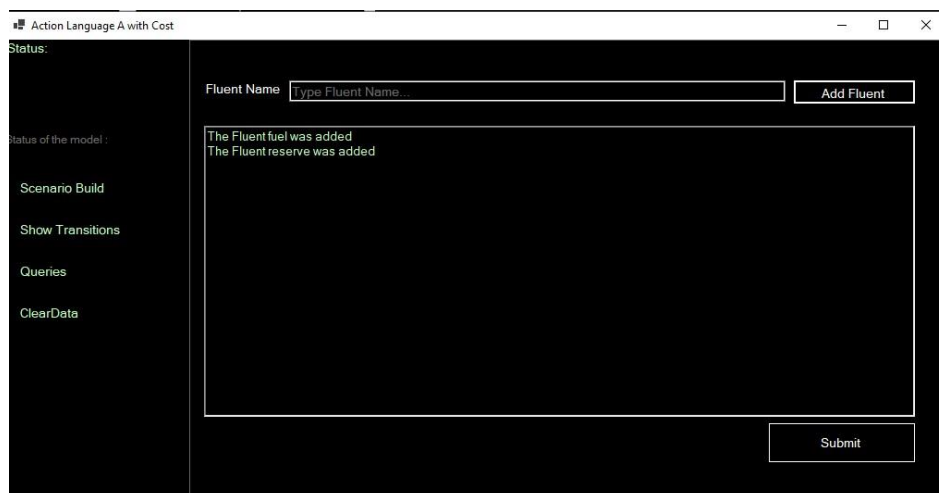 Action Language A with Cost
Status:
Fluent Name
Type Fluent Name...
Add Fluent
The Fluent fuel was added
The Fluent reserve was added
Status of the model :
Scenario Build
Show Transitions
Queries
ClearData
Submit